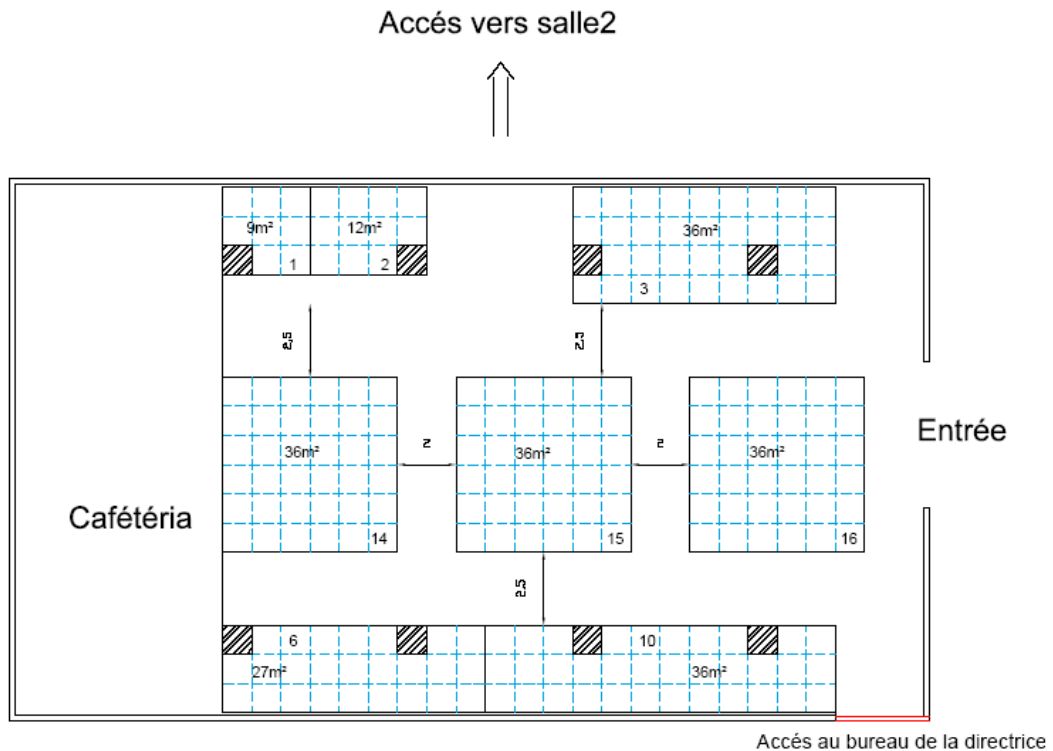 Accés vers salle2
9m²
12m²
36m²
1
2
3
2,5
2,5
36m²
2
36m²
2
36m²
Entrée
Cafétéria
14
15
16
2,5
6
10
27m²
36m²
Accés au bureau de la directrice